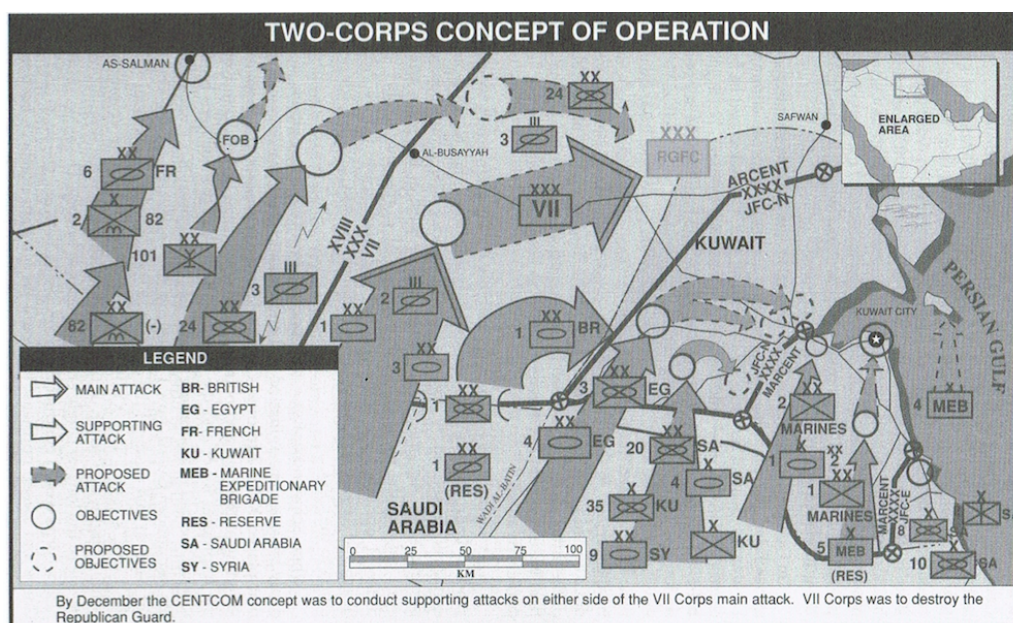 TWO-CORPS CONCEPT OF OPERATION
AS-SALMAN
XX
24
III
3
XXX
RGFC
SAFWAN
ENLARGED
AREA
FOB
AL-BUSAYYAH
XX
6 FR
X
2/ 82
XX
101
XVIII
XXX
VII
XXX
VII
ARCENT
XXXX
JFC-N
KUWAIT
PERSIAN GULF
III
3
III
2
XX
1
XX
1 BR
KUWAIT CITY
XX
82 (-)
XX
24
XX
3
JFC-N
XXXX
MARCENT
X
4 MEB
XX
3 EG
XX
2
MARINES
XX
1
XX
4 EG
XX
20 SA
X
4 SA
X
1 2
XX
XX
1
(RES)
XX
1
MARINES
MARCENT
XXXX
JFC-E
SAUDI
ARABIA
WADI AL-BATIN
X
35 KU
X
KU
X
8 SA
X
5 MEB
(RES)
X
10 SA
XX
9 SY
LEGEND
MAIN ATTACK
SUPPORTING
ATTACK
PROPOSED
ATTACK
OBJECTIVES
PROPOSED
OBJECTIVES
BR- BRITISH
EG - EGYPT
FR- FRENCH
KU - KUWAIT
MEB - MARINE
EXPEDITIONARY
BRIGADE
RES - RESERVE
SA - SAUDI ARABIA
SY - SYRIA
0 25 50 75 100
KM
By December the CENTCOM concept was to conduct supporting attacks on either side of the VII Corps main attack. VII Corps was to destroy the
Republican Guard.